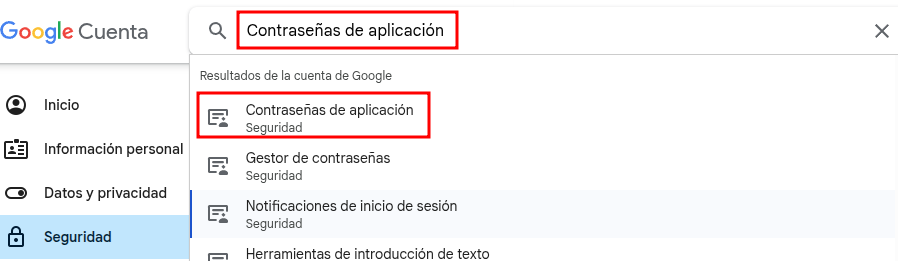 Google Cuenta
Contraseñas de aplicación
Resultados de la cuenta de Google
Inicio
Información personal
Datos y privacidad
Seguridad
Contraseñas de aplicación
Seguridad
Gestor de contraseñas
Seguridad
Notificaciones de inicio de sesión
Seguridad
Herramientas de introducción de texto